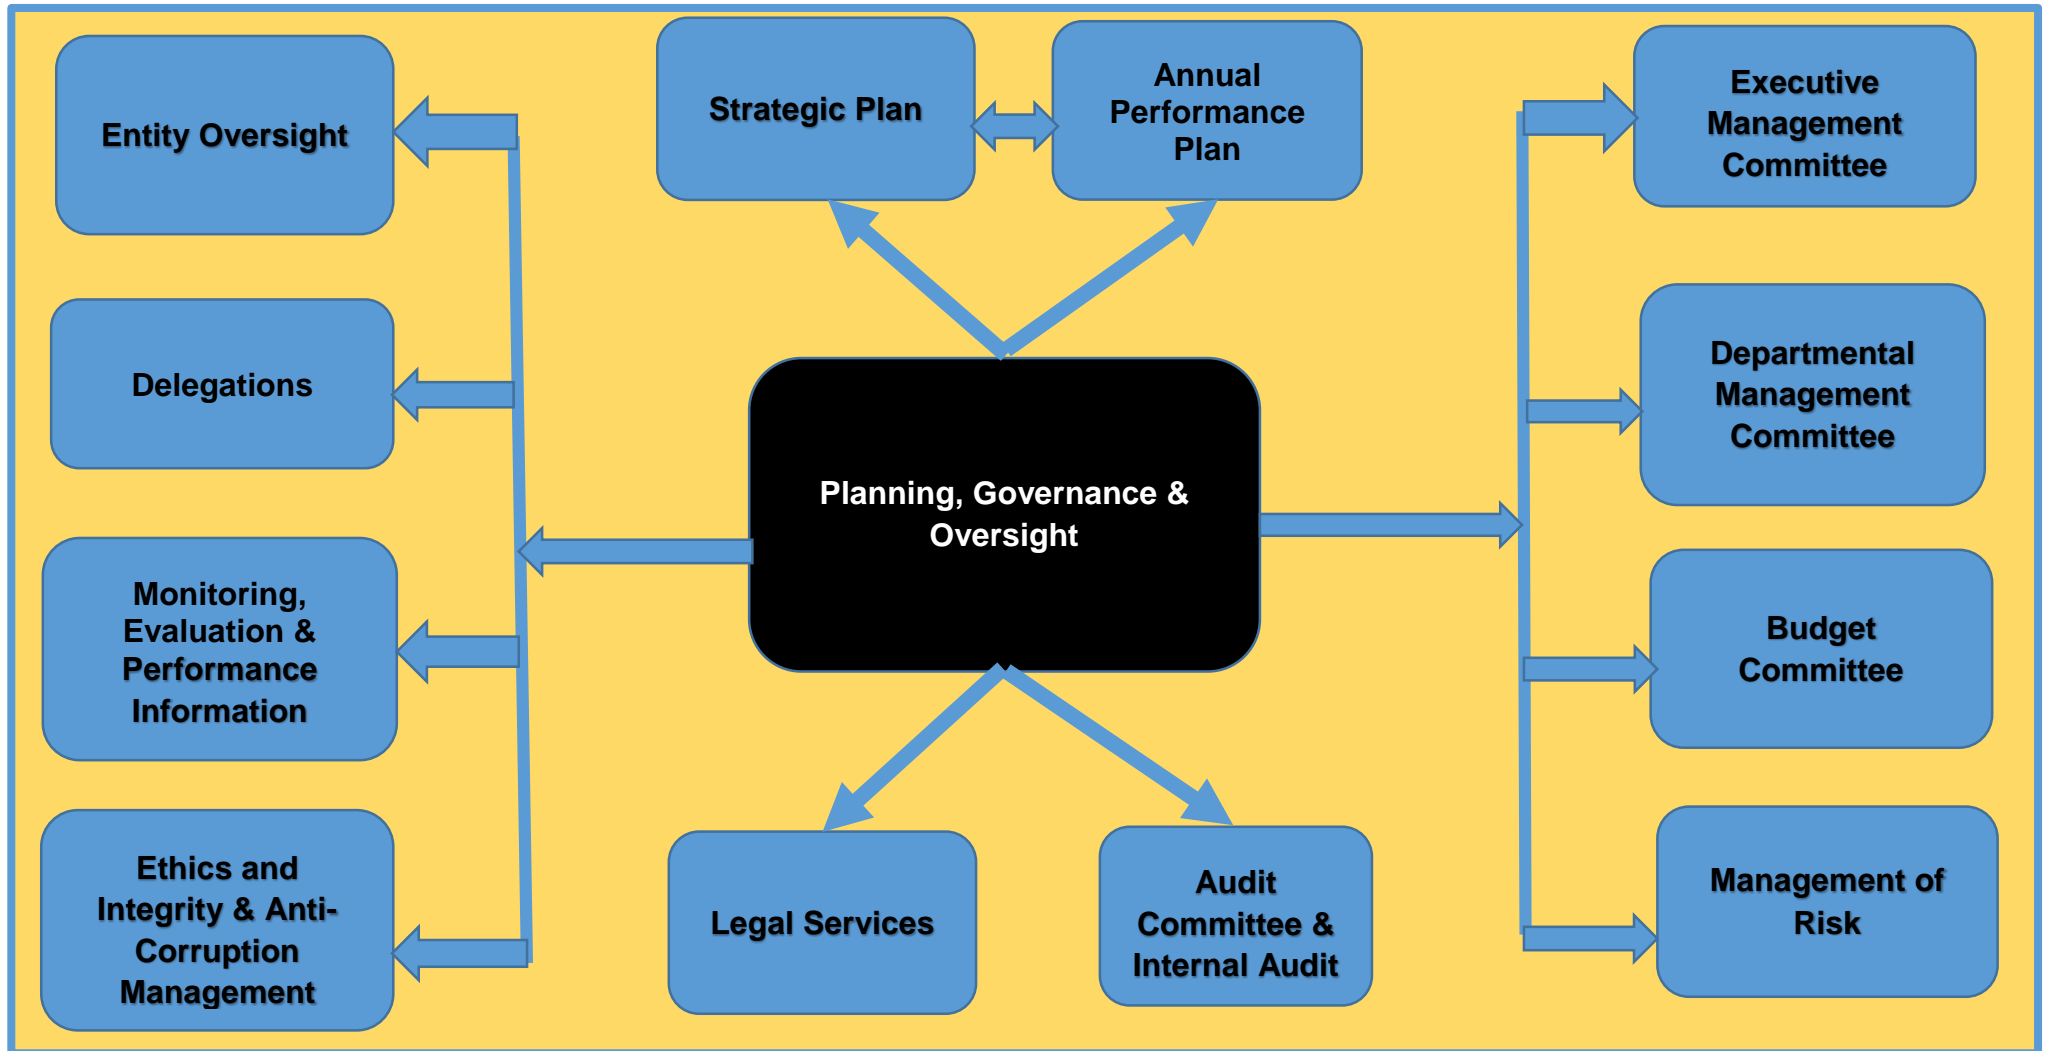 Entity Oversight
Strategic Plan
Annual
Performance
Plan
Executive
Management
Committee
Delegations
Departmental
Management
Committee
Planning, Governance &
Oversight
Monitoring,
Evaluation &
Performance
Information
Budget
Committee
Ethics and
Integrity & Anti-
Corruption
Management
Legal Services
Audit
Committee &
Internal Audit
Management of
Risk